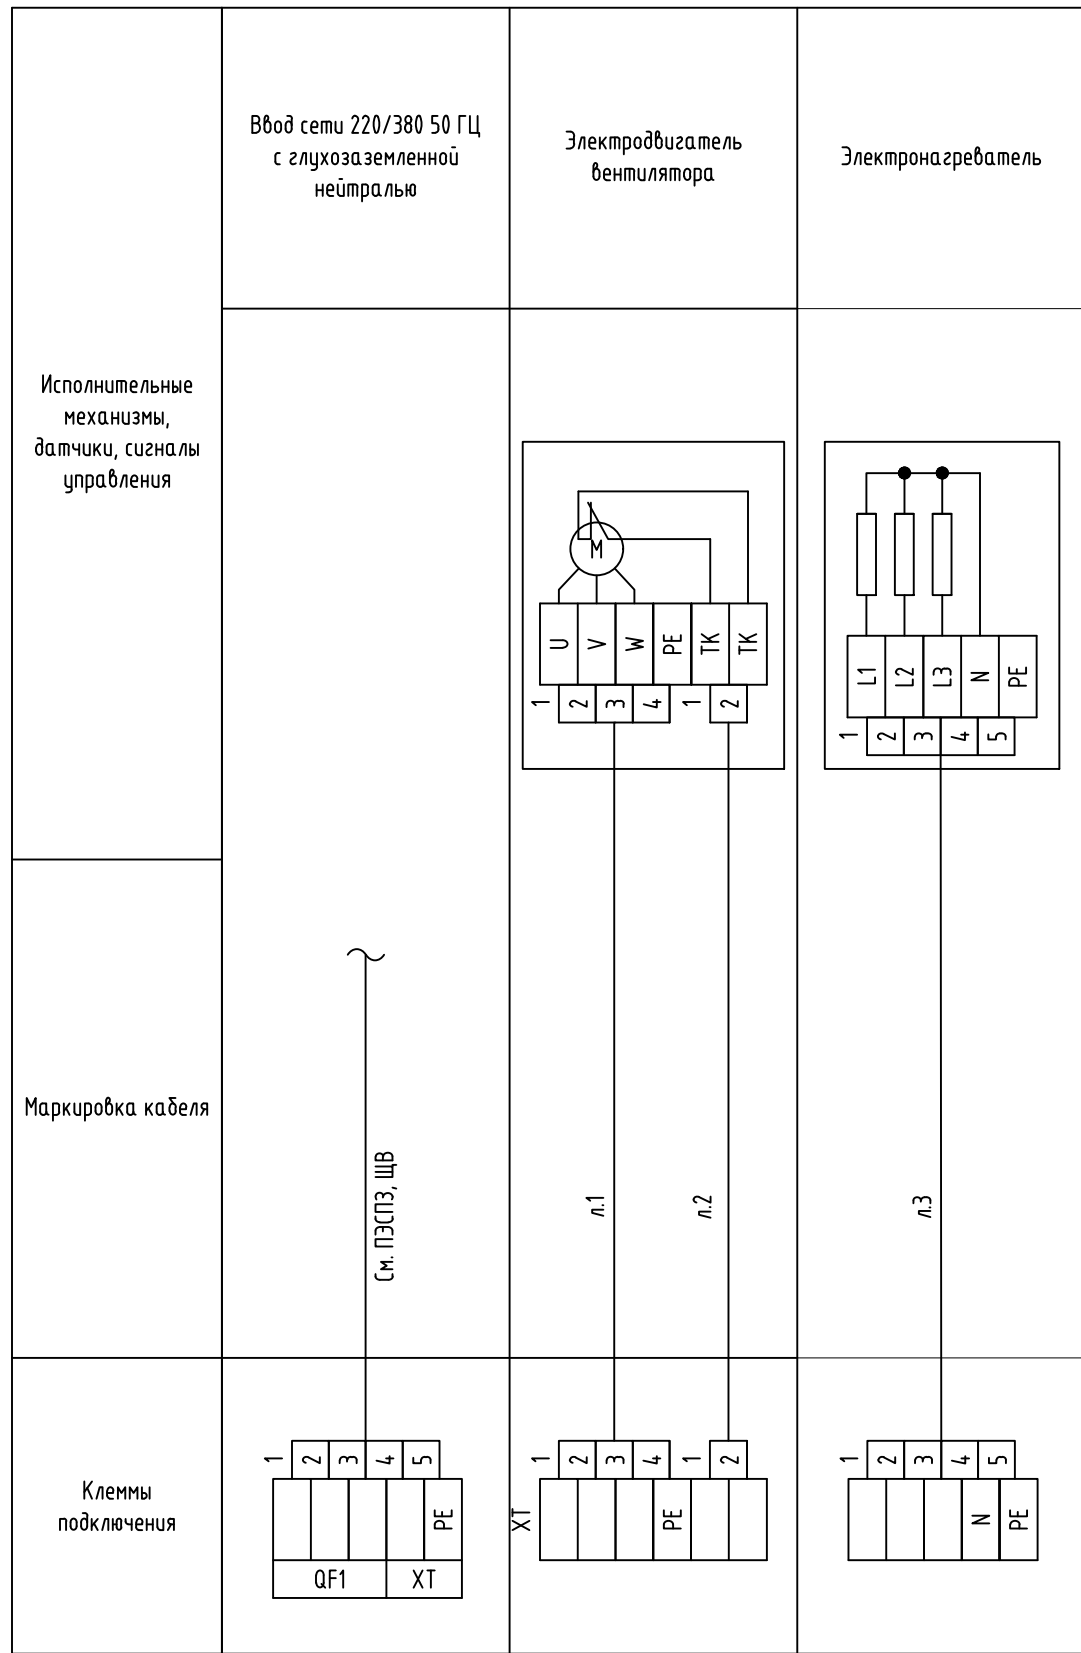 Ввод сети 220/380 50 ГЦ
с глухозаземленной
нейтралью
Электродвигатель
вентилятора
Электронагреватель
Исполнительные
механизмы,
датчики, сигналы
управления
M
U V W PE TK TK
1 2 3 4 1 2
L1 L2 L3 N PE
1 2 3 4 5
Маркировка кабеля
См. ПЭСПЗ, ЩВ
л.1
л.2
л.3
Клеммы
подключения
1 2 3 4 5
PE
QF1 XT
XT
1 2 3 4 1 2
PE
1 2 3 4 5
N PE